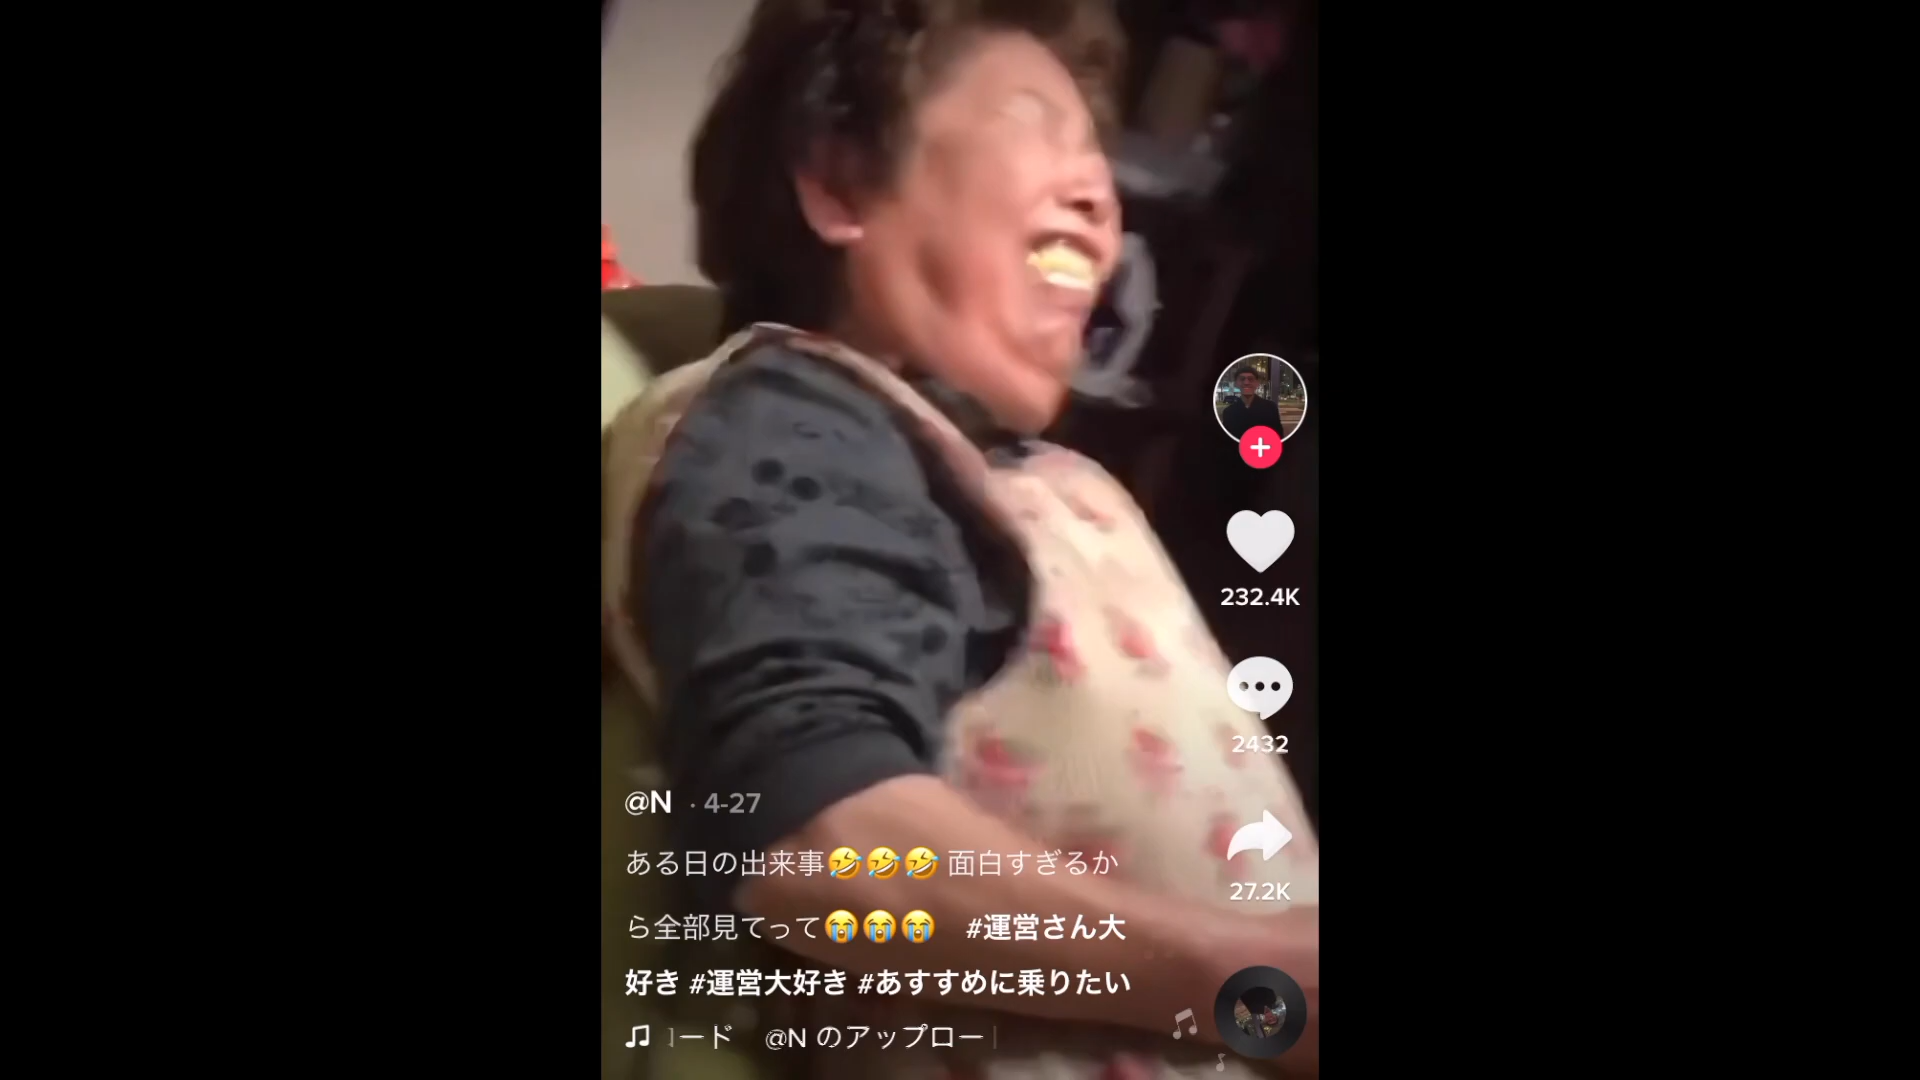 232.4K
2432
27.2K
@N · 4-27
ある日の出来事🤣🤣🤣 面白すぎるか
ら全部見てって😭😭😭 #運営さん大
好き #運営大好き #あすすめに乗りたい
ード @N のアップロー